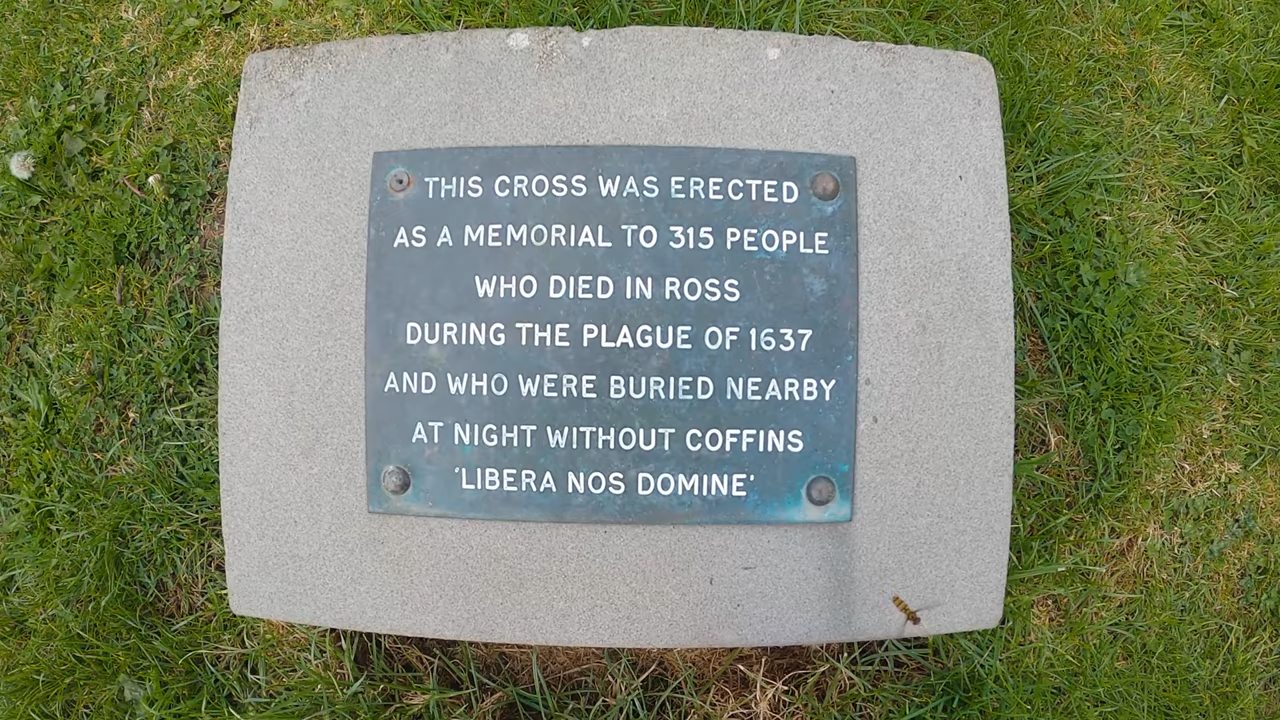 THIS CROSS WAS ERECTED
AS A MEMORIAL TO 315 PEOPLE
WHO DIED IN ROSS
DURING THE PLAGUE OF 1637
AND WHO WERE BURIED NEARBY
AT NIGHT WITHOUT COFFINS
'LIBERA NOS DOMINE'